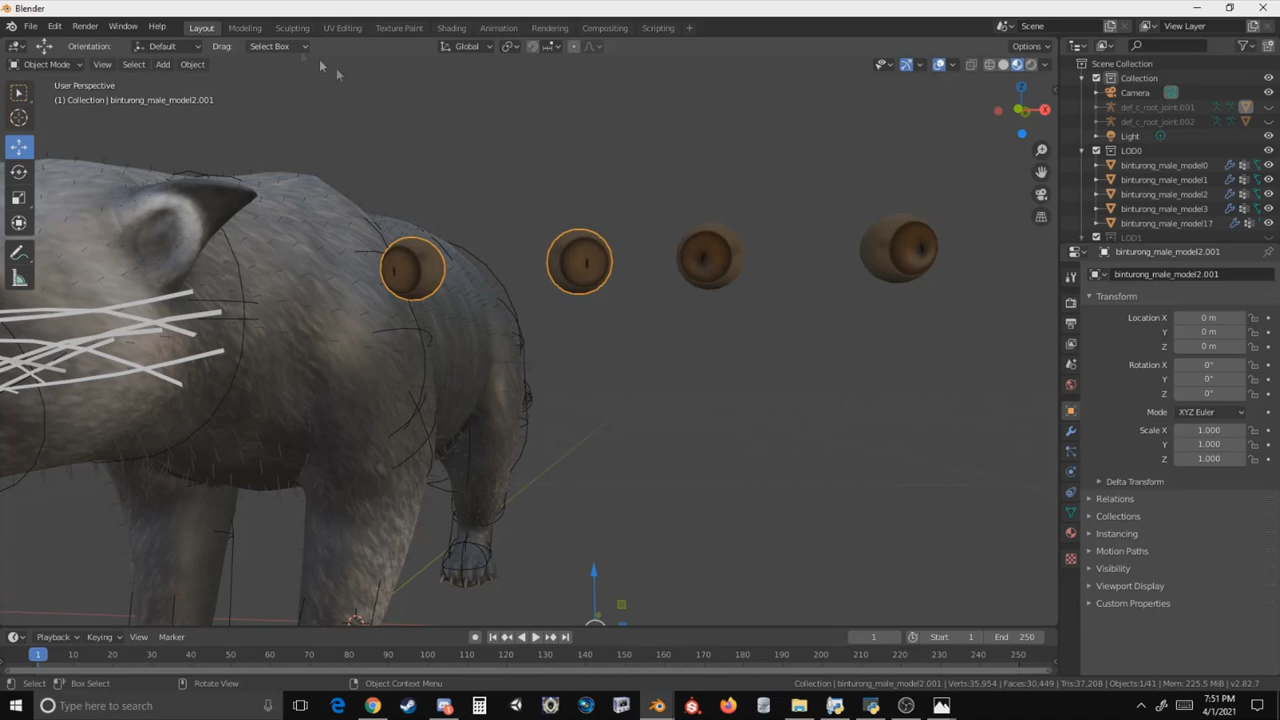 Blender
File Edit Render Window Help Layout Modeling Sculpting UV Editing Texture Paint Shading Animation Rendering Compositing Scripting + Scene View Layer
Orientation: Default Drag: Select Box Global Options
Object Mode View Select Add Object
User Perspective
(1) Collection | binturong_male_model2.001
Scene Collection
Collection
Camera
def_c_root_joint.001
def_c_root_joint.002
Light
LOD0
binturong_male_model0
binturong_male_model1
binturong_male_model2
binturong_male_model3
binturong_male_model17
LOD1
binturong_male_model2.001
binturong_male_model2.001
Transform
Location X 0 m
Y 0 m
Z 0 m
Rotation X 0°
Y 0°
Z 0°
Mode XYZ Euler
Scale X 1.000
Y 1.000
Z 1.000
Delta Transform
Relations
Collections
Instancing
Motion Paths
Visibility
Viewport Display
Custom Properties
Playback Keying View Marker 1 Start 1 End 250
1 10 20 30 40 50 60 70 80 90 100 110 120 130 140 150 160 170 180 190 200 210 220 230 240 250
Select Box Select Rotate View Object Context Menu Collection | binturong_male_model2.001 | Verts:35,954 | Faces:30,449 | Tris:37,208 | Objects:1/41 | Mem: 225.5 MiB | v2.82.7
Type here to search 7:51 PM
4/1/2021